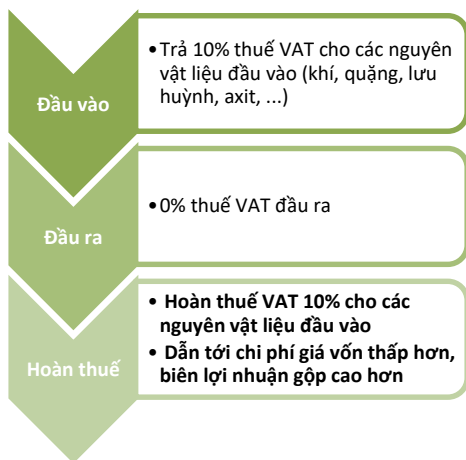 Đầu vào
•Trả 10% thuế VAT cho các nguyên
vật liệu đầu vào (khí, quặng, lưu
huỳnh, axit, ...)
Đầu ra
•0% thuế VAT đầu ra
Hoàn thuế
• Hoàn thuế VAT 10% cho các
nguyên vật liệu đầu vào
• Dẫn tới chi phí giá vốn thấp hơn,
biên lợi nhuận gộp cao hơn